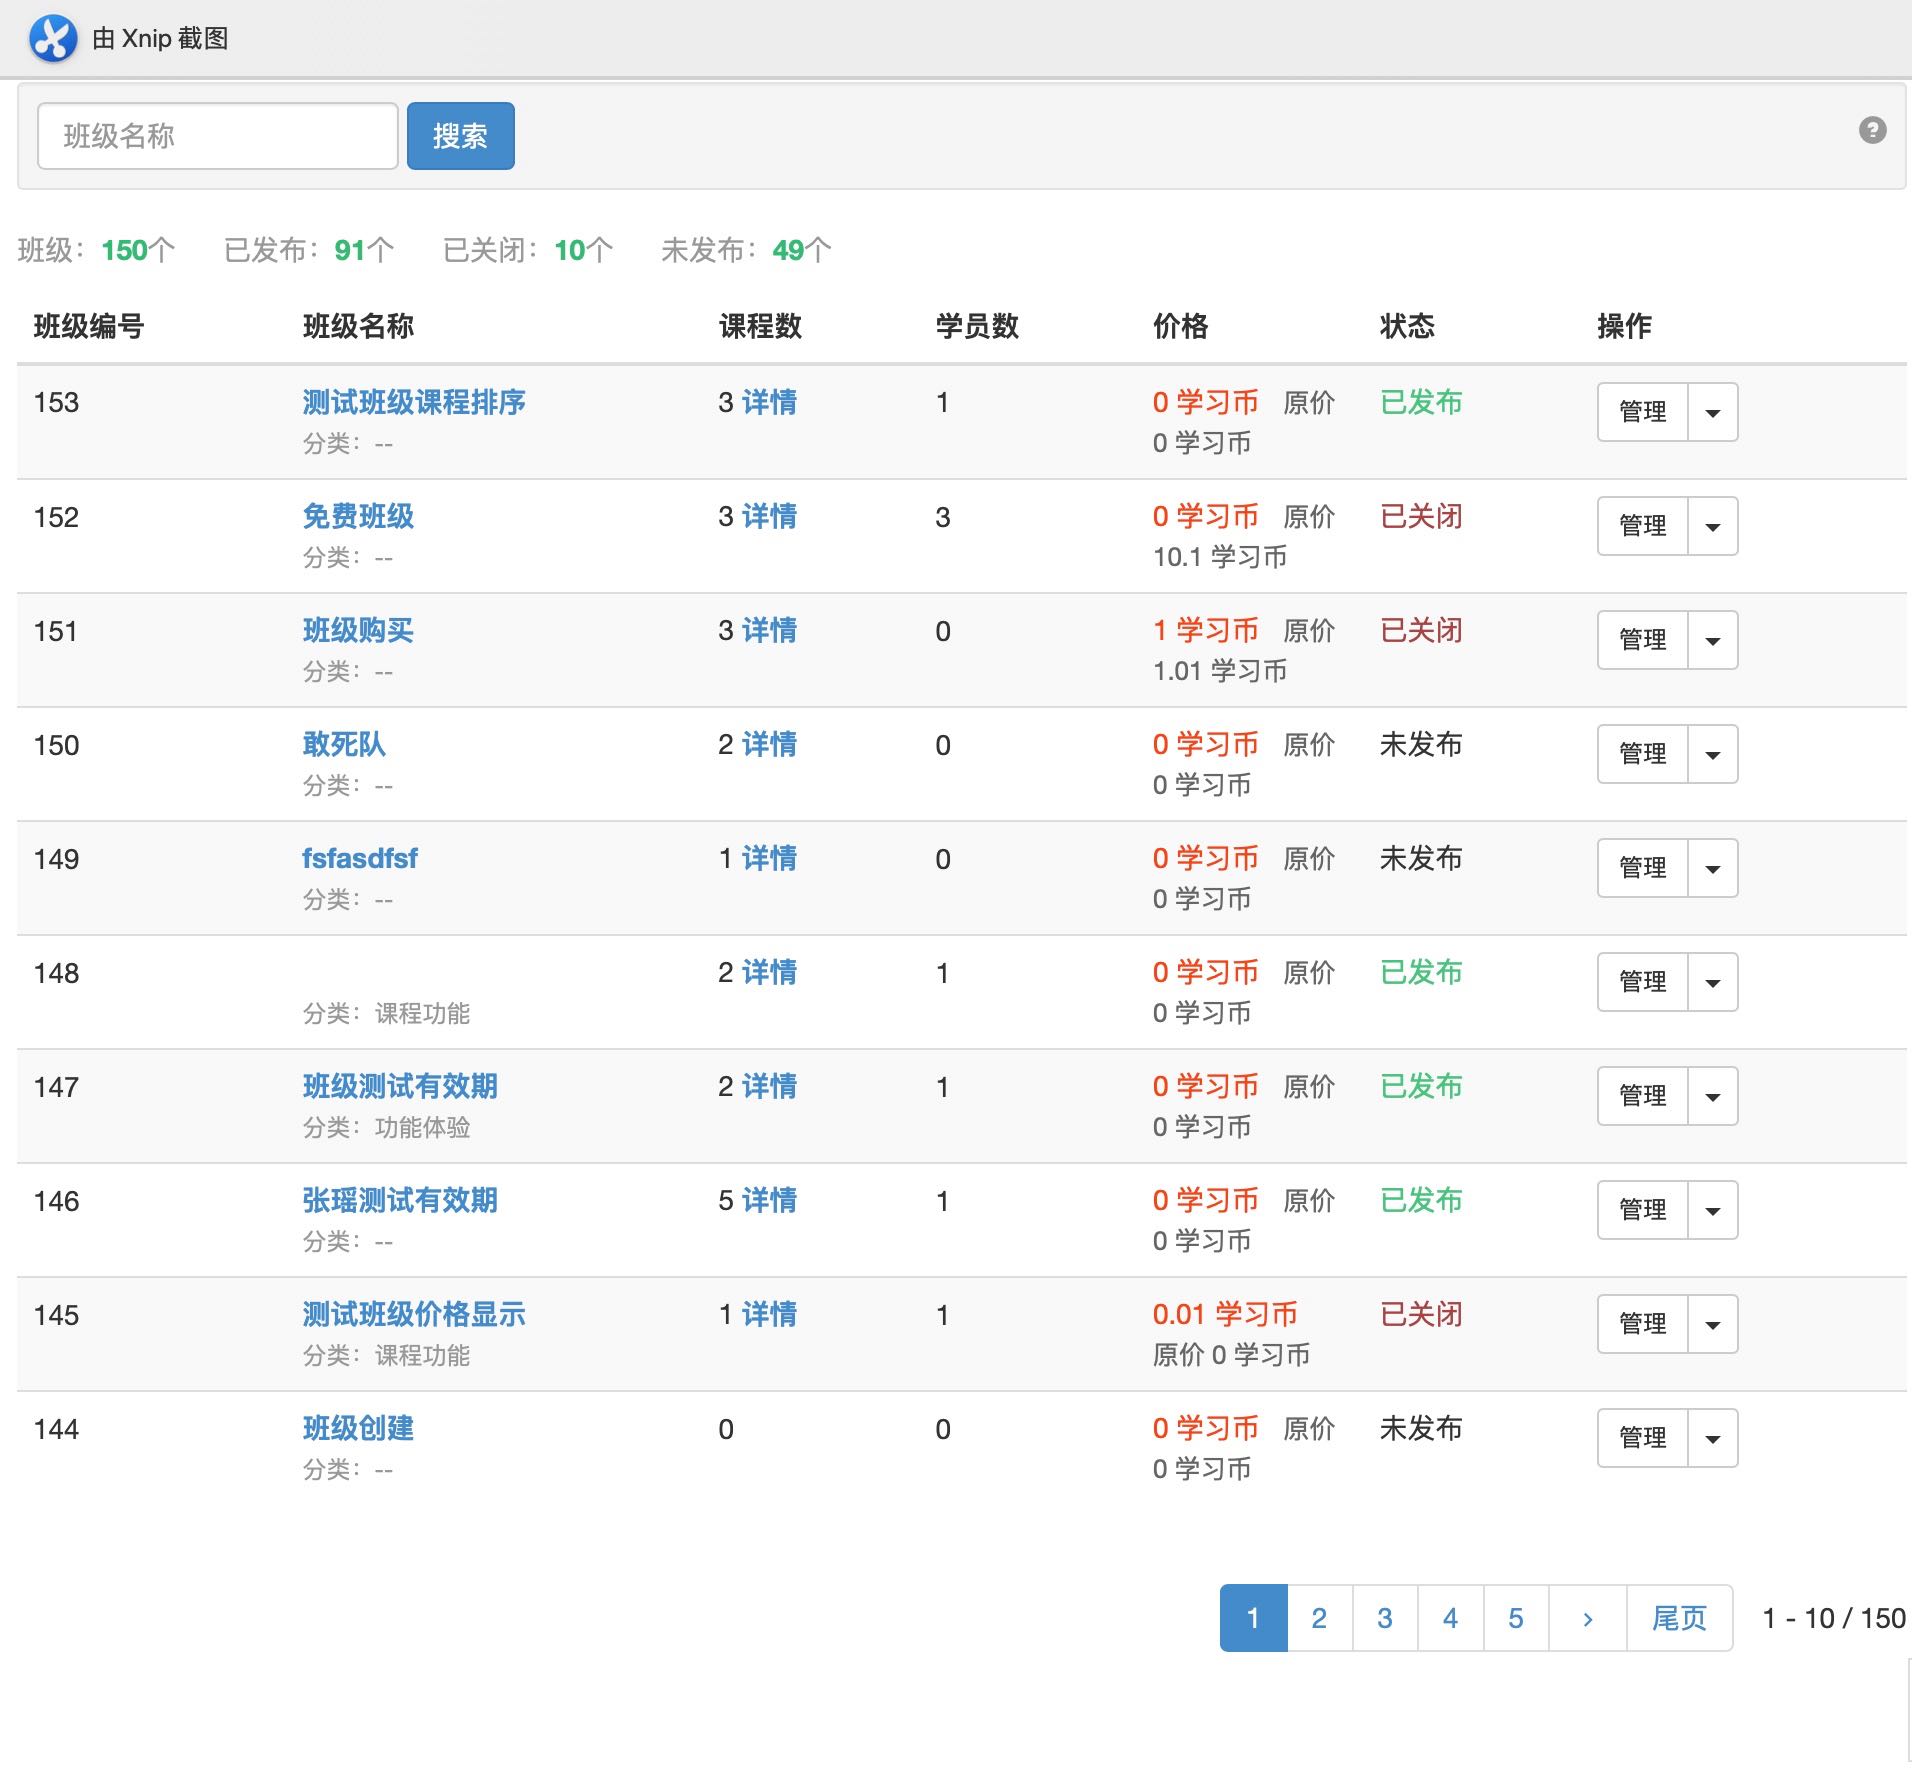 由 Xnip 截图
班级名称 搜索
班级：150个 已发布：91个 已关闭：10个 未发布：49个
班级编号 班级名称 课程数 学员数 价格 状态 操作
153 测试班级课程排序 3 详情 1 0 学习币 原价 已发布 管理
分类：-- 0 学习币
152 免费班级 3 详情 3 0 学习币 原价 已关闭 管理
分类：-- 10.1 学习币
151 班级购买 3 详情 0 1 学习币 原价 已关闭 管理
分类：-- 1.01 学习币
150 敢死队 2 详情 0 0 学习币 原价 未发布 管理
分类：-- 0 学习币
149 fsfasdfsf 1 详情 0 0 学习币 原价 未发布 管理
分类：-- 0 学习币
148 2 详情 1 0 学习币 原价 已发布 管理
分类：课程功能 0 学习币
147 班级测试有效期 2 详情 1 0 学习币 原价 已发布 管理
分类：功能体验 0 学习币
146 张瑶测试有效期 5 详情 1 0 学习币 原价 已发布 管理
分类：-- 0 学习币
145 测试班级价格显示 1 详情 1 0.01 学习币 已关闭 管理
分类：课程功能 原价 0 学习币
144 班级创建 0 0 0 学习币 原价 未发布 管理
分类：-- 0 学习币
1 2 3 4 5 › 尾页 1 - 10 / 150